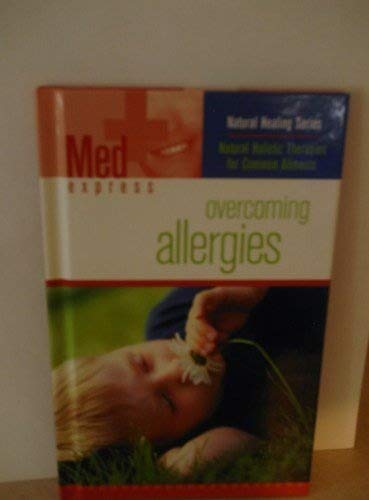 Med
express
Natural Healing Series
Natural Holistic Therapies
for Common Ailments
overcoming
allergies